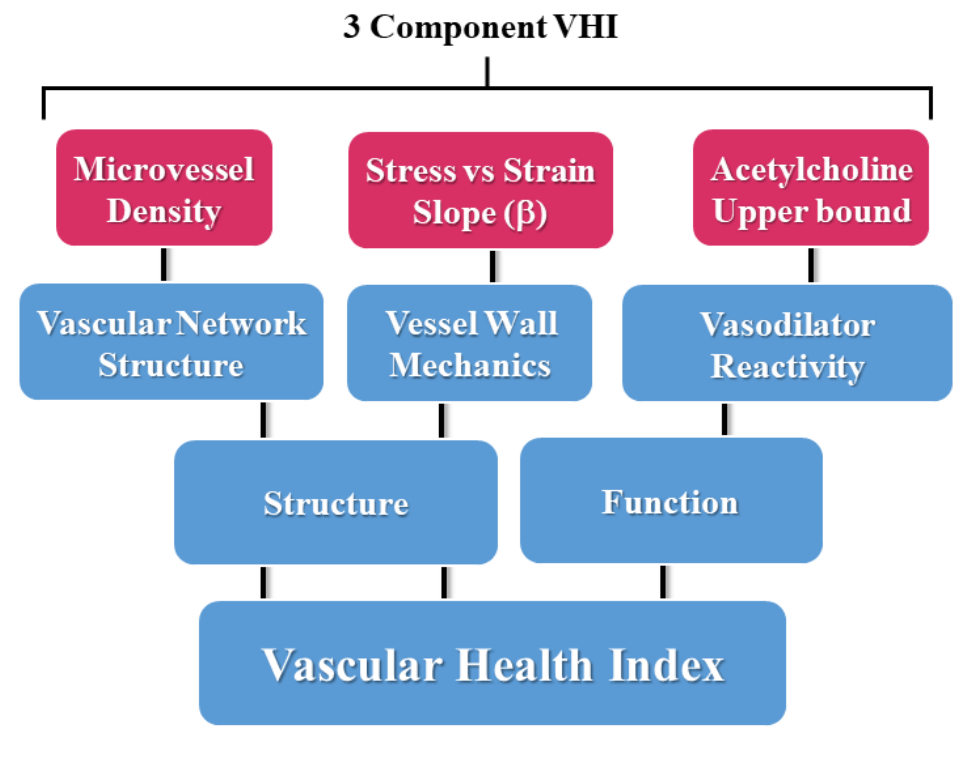 3 Component VHI
Microvessel
Density
Stress vs Strain
Slope (β)
Acetylcholine
Upper bound
Vascular Network
Structure
Vessel Wall
Mechanics
Vasodilator
Reactivity
Structure
Function
Vascular Health Index